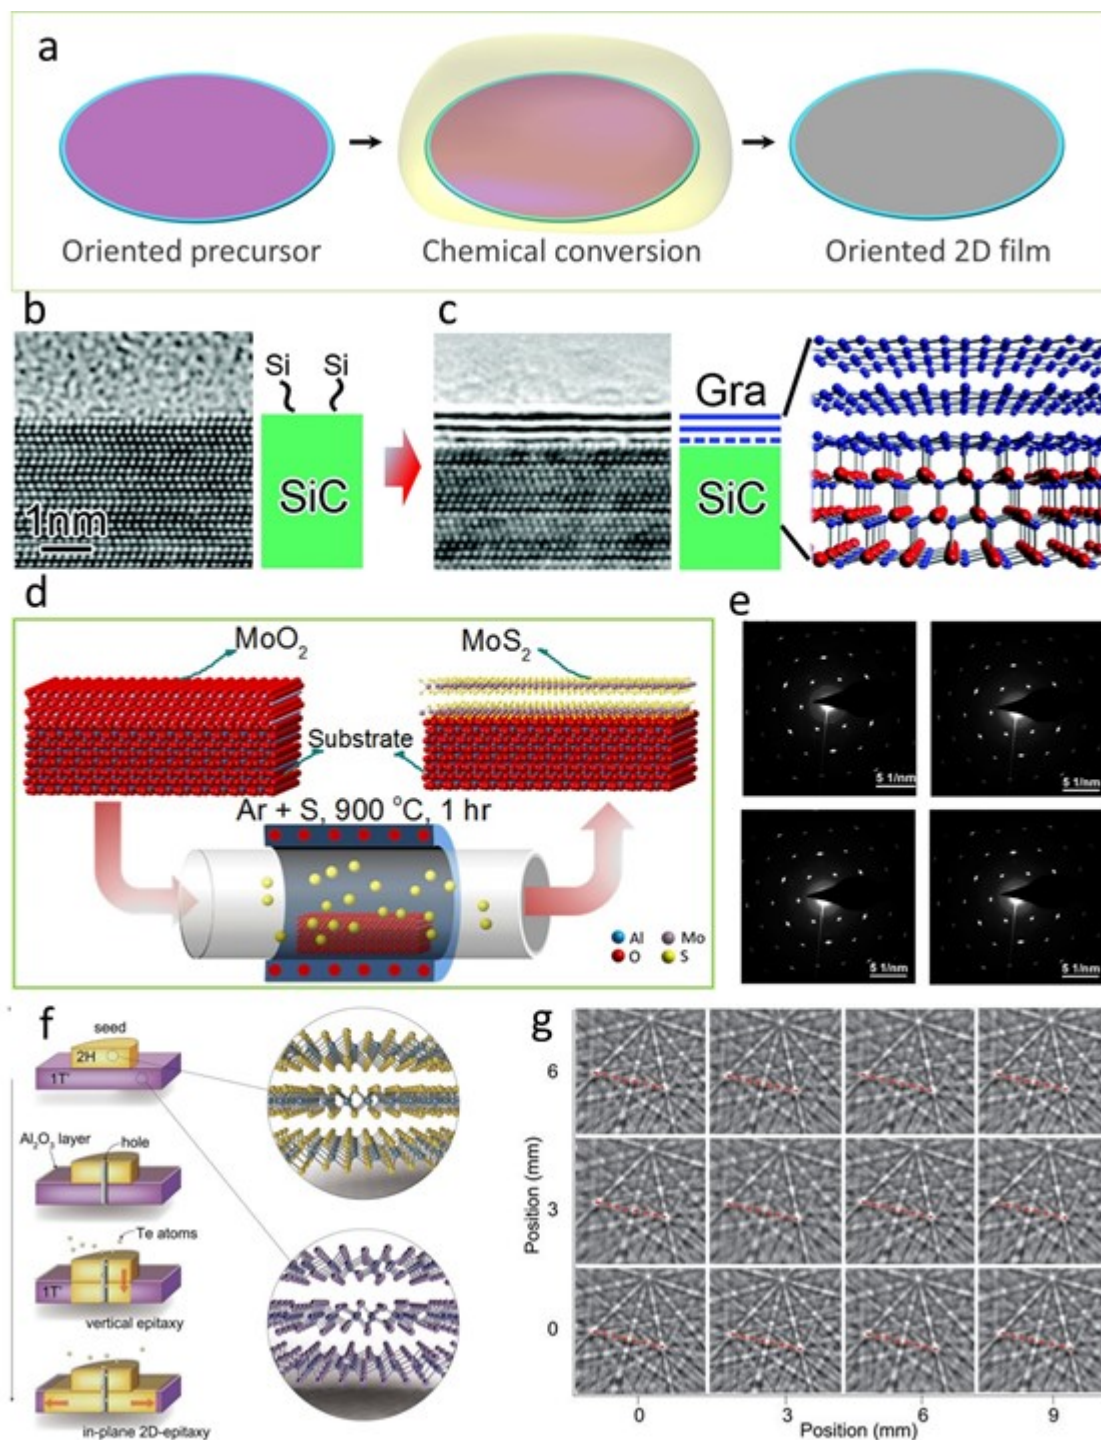 a
Oriented precursor
Chemical conversion
Oriented 2D film
b
1nm
Si Si
SiC
c
Gra
SiC
d
MoO₂
MoS₂
Substrate
Ar + S, 900 °C, 1 hr
Al Mo
O S
e
5 1/nm
5 1/nm
5 1/nm
5 1/nm
f
seed
2H
1T'
Al₂O₃ layer
hole
Te atoms
1T'
vertical epitaxy
in-plane 2D-epitaxy
g
6
3
0
Position (mm)
0 3 6 9
Position (mm)